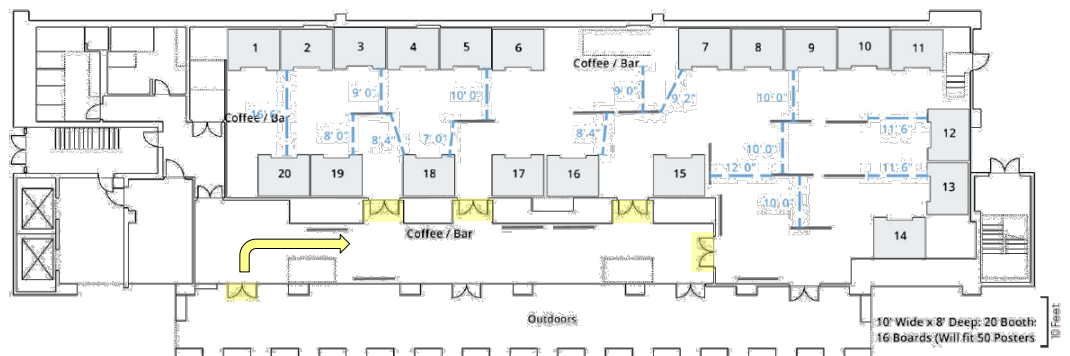 1 2 3 4 5 6 7 8 9 10 11
Coffee / Bar
9' 0" 10' 0" 9' 0" 9' 2" 10' 0"
Coffee / Bar
16' 6"
8' 0" 8' 4" 7' 0" 8' 4" 11' 6" 12
10' 0"
20 19 18 17 16 15 12' 0" 11' 6" 13
10' 0"
14
Coffee / Bar
Outdoors
10' Wide x 8' Deep: 20 Booths
16 Boards (Will fit 50 Posters
10 Feet